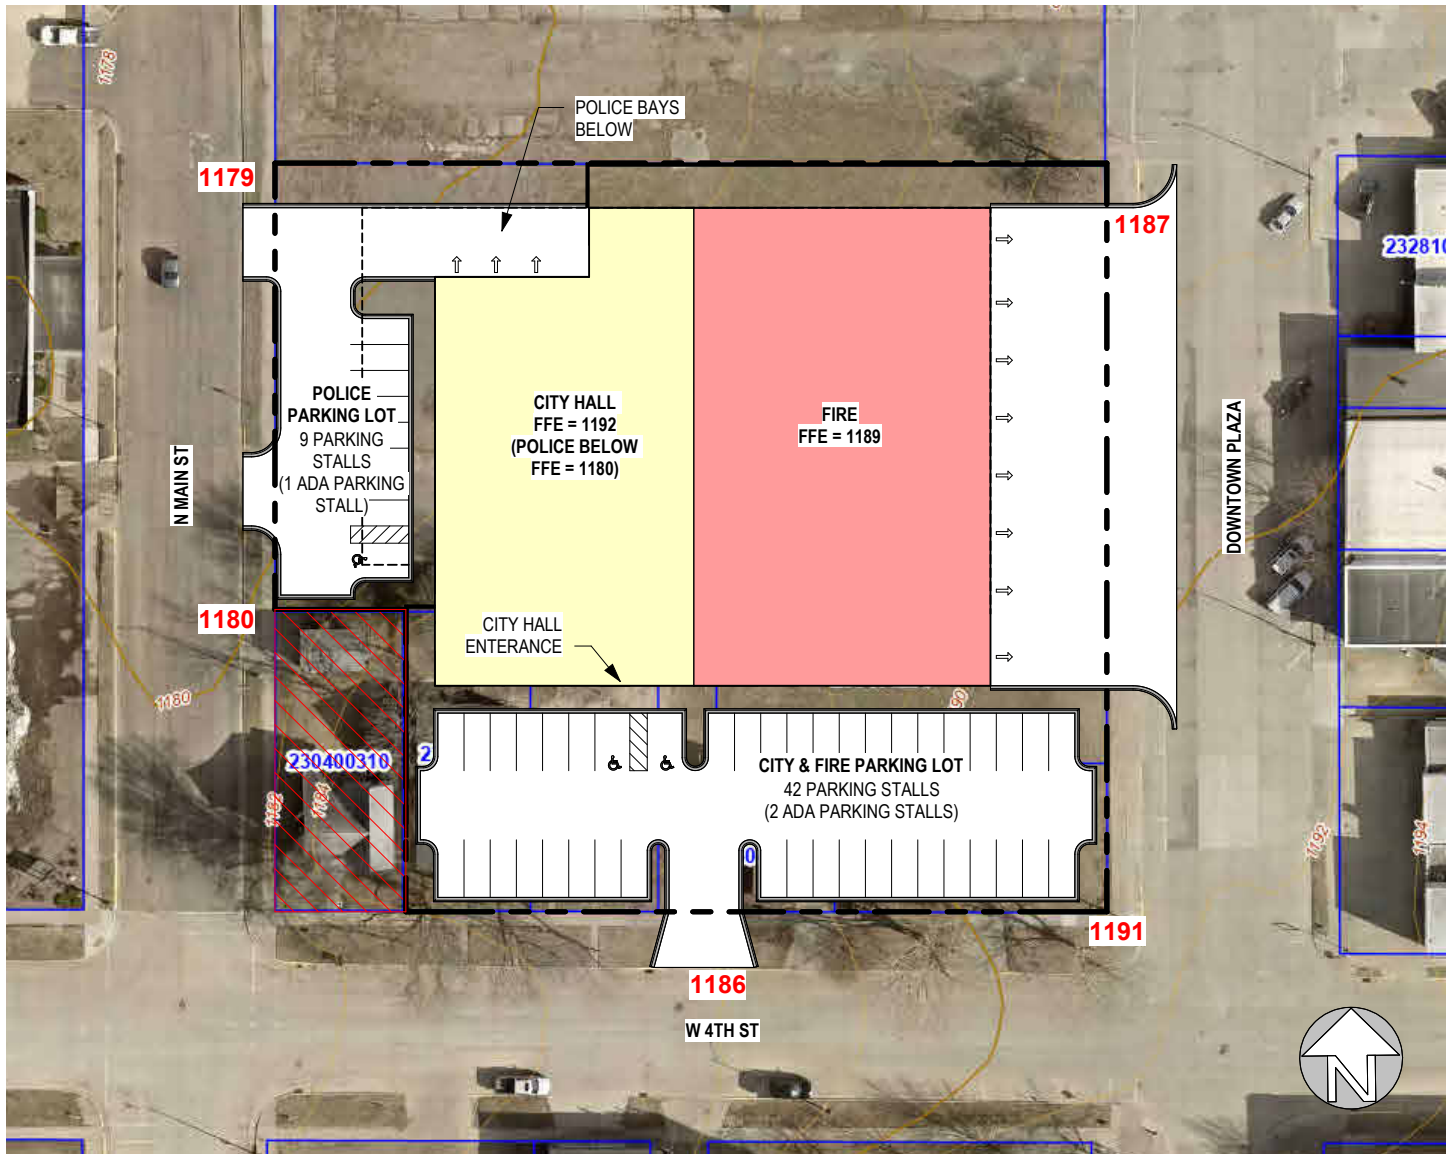 1178
POLICE BAYS
BELOW
1179
1187
232810
POLICE
PARKING LOT
9 PARKING
STALLS
(1 ADA PARKING
STALL)
CITY HALL
FFE = 1192
(POLICE BELOW
FFE = 1180)
FIRE
FFE = 1189
N MAIN ST
DOWNTOWN PLAZA
1180
CITY HALL
ENTERANCE
1180
90
230400310
2
1182
1184
CITY & FIRE PARKING LOT
42 PARKING STALLS
(2 ADA PARKING STALLS)
0
1192
1194
1191
1186
W 4TH ST
N